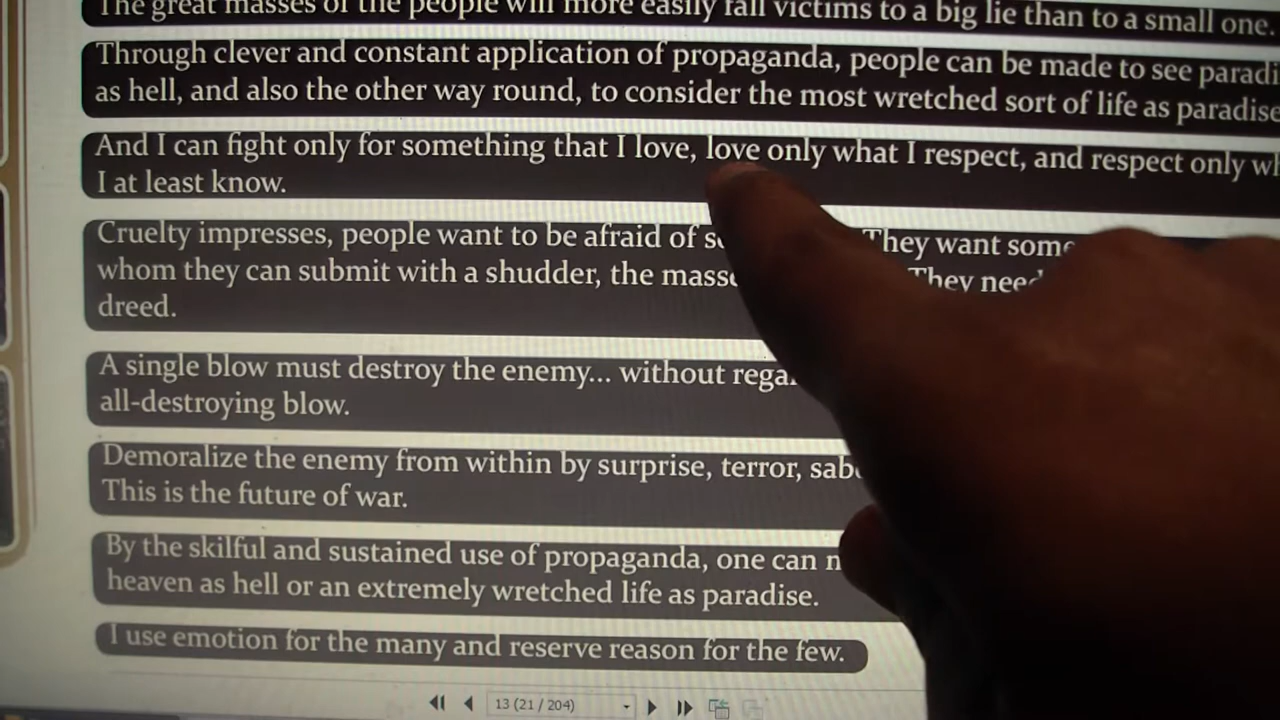 The great masses of the people will more easily fall victims to a big lie than to a small one.
Through clever and constant application of propaganda, people can be made to see
as hell, and also the other way round, to consider the most wretched sort of life as paradise
And I can fight only for something that I love, love only what I respect, and respect only
I at least know.
Cruelty impresses, people want to be afraid of They want
whom they can submit with a shudder, the They need
dreed.
A single blow must destroy the enemy... without
all-destroying blow.
Demoralize the enemy from within by surprise, terror,
This is the future of war.
By the skilful and sustained use of propaganda, one can
heaven as hell or an extremely wretched life as paradise.
I use emotion for the many and reserve reason for the few.
13 (21 / 204)